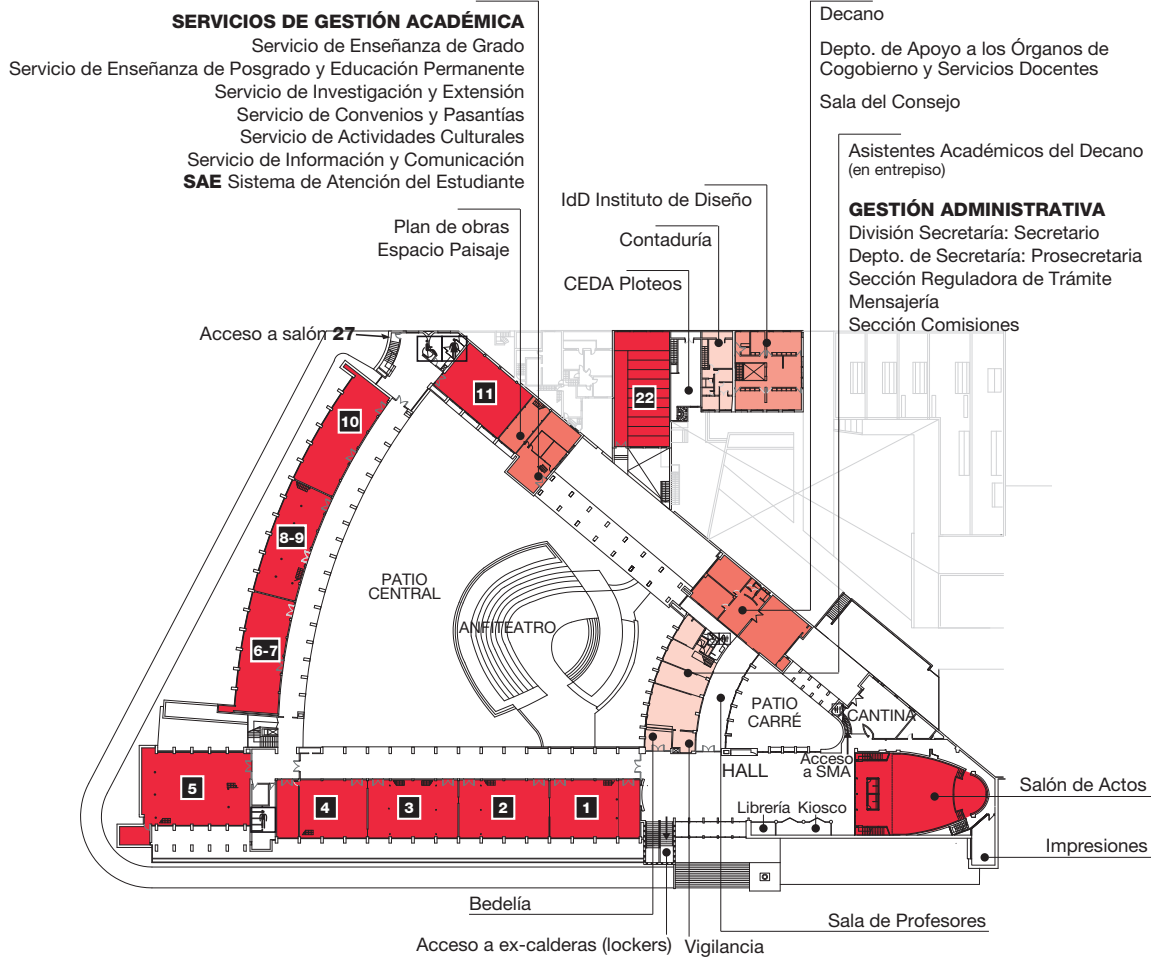 SERVICIOS DE GESTIÓN ACADÉMICA
Servicio de Enseñanza de Grado
Servicio de Enseñanza de Posgrado y Educación Permanente
Servicio de Investigación y Extensión
Servicio de Convenios y Pasantías
Servicio de Actividades Culturales
Servicio de Información y Comunicación
SAE Sistema de Atención del Estudiante
Decano
Depto. de Apoyo a los Órganos de
Cogobierno y Servicios Docentes
Sala del Consejo
Asistentes Académicos del Decano
(en entrepiso)
GESTIÓN ADMINISTRATIVA
División Secretaría: Secretario
Depto. de Secretaría: Prosecretaria
Sección Reguladora de Trámite
Mensajería
Sección Comisiones
IdD Instituto de Diseño
Contaduría
CEDA Ploteos
Plan de obras
Espacio Paisaje
Acceso a salón 27
11
22
10
8-9
6-7
PATIO
CENTRAL
ANFITEATRO
PATIO
CARRÉ
CANTINA
Acceso
a SMA
HALL
5
4
3
2
1
Librería
Kiosco
Salón de Actos
Impresiones
Bedelía
Sala de Profesores
Acceso a ex-calderas (lockers)
Vigilancia